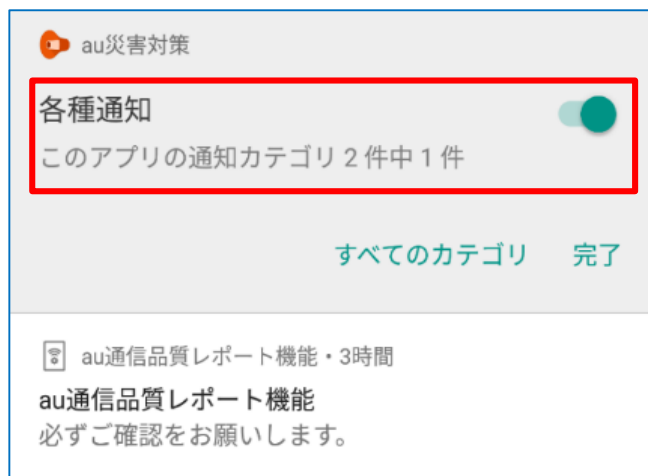 au災害対策
各種通知
このアプリの通知カテゴリ 2 件中 1 件
すべてのカテゴリ 完了
au通信品質レポート機能・3時間
au通信品質レポート機能
必ずご確認をお願いします。